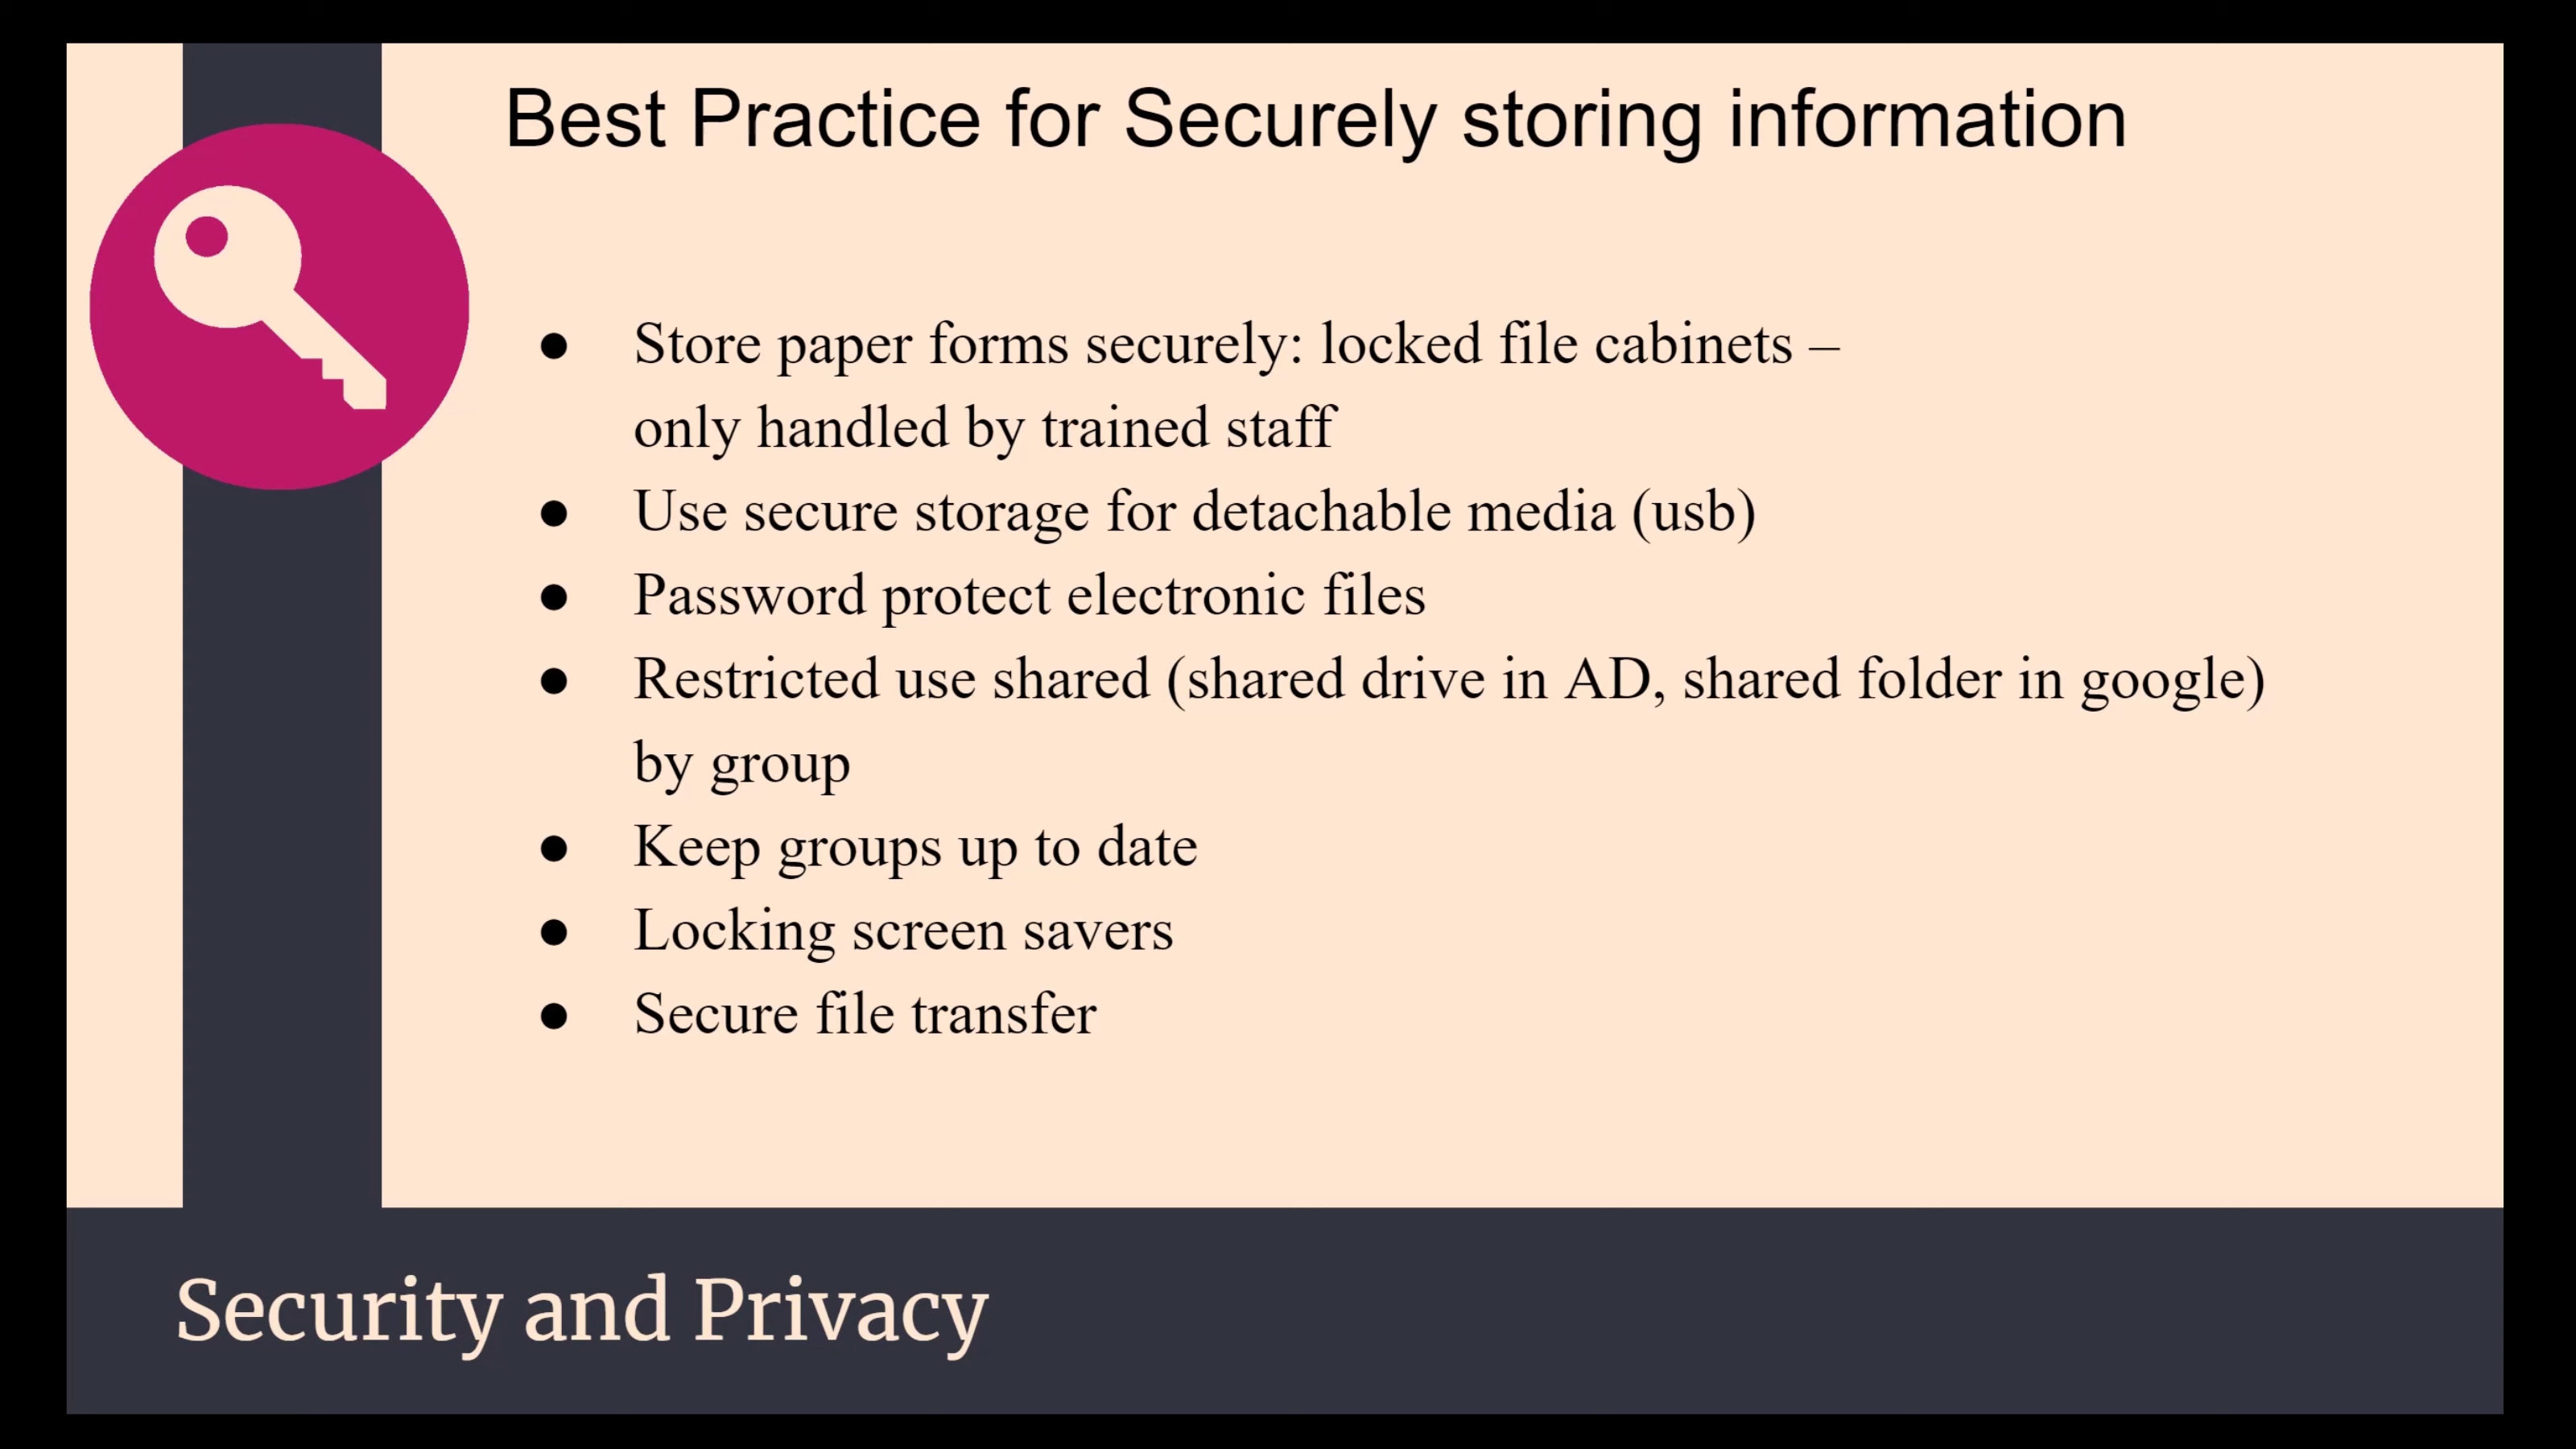 Best Practice for Securely storing information
● Store paper forms securely: locked file cabinets –
only handled by trained staff
● Use secure storage for detachable media (usb)
● Password protect electronic files
● Restricted use shared (shared drive in AD, shared folder in google)
by group
● Keep groups up to date
● Locking screen savers
● Secure file transfer
Security and Privacy